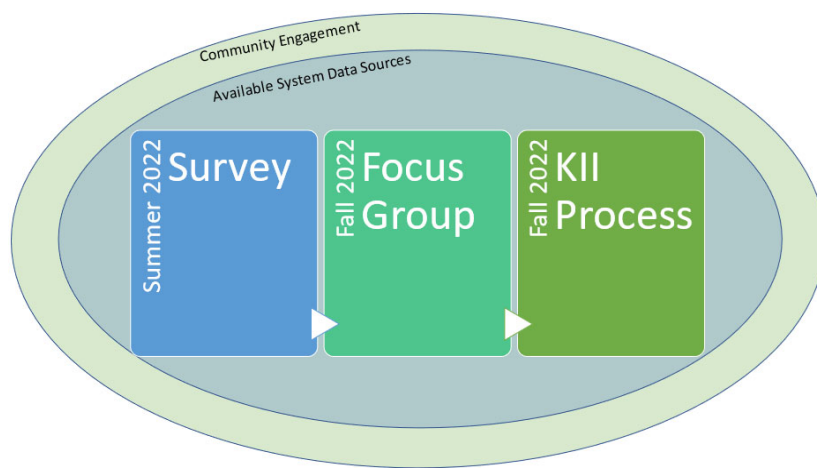 Community Engagement
Available System Data Sources
Summer 2022
Survey
Fall 2022
Focus
Group
Fall 2022
KII
Process